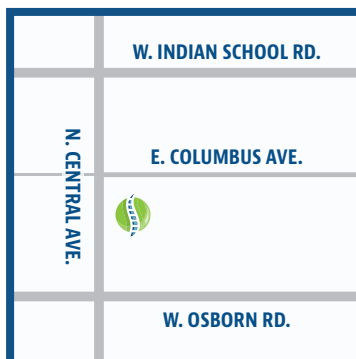 W. INDIAN SCHOOL RD.
N. CENTRAL AVE.
E. COLUMBUS AVE.
W. OSBORN RD.